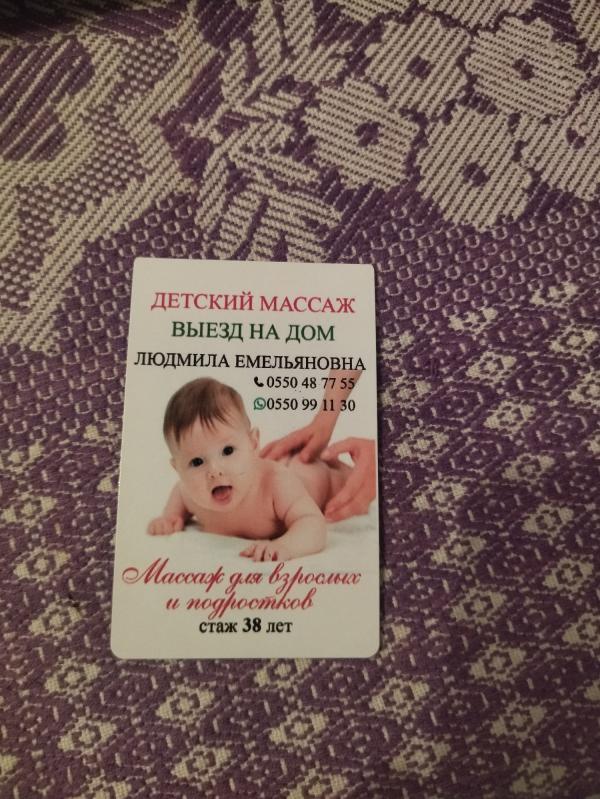 ДЕТСКИЙ МАССАЖ
ВЫЕЗД НА ДОМ
ЛЮДМИЛА ЕМЕЛЬЯНОВНА
0550 48 77 55
0550 99 11 30
Массаж для взрослых
и подростков
стаж 38 лет